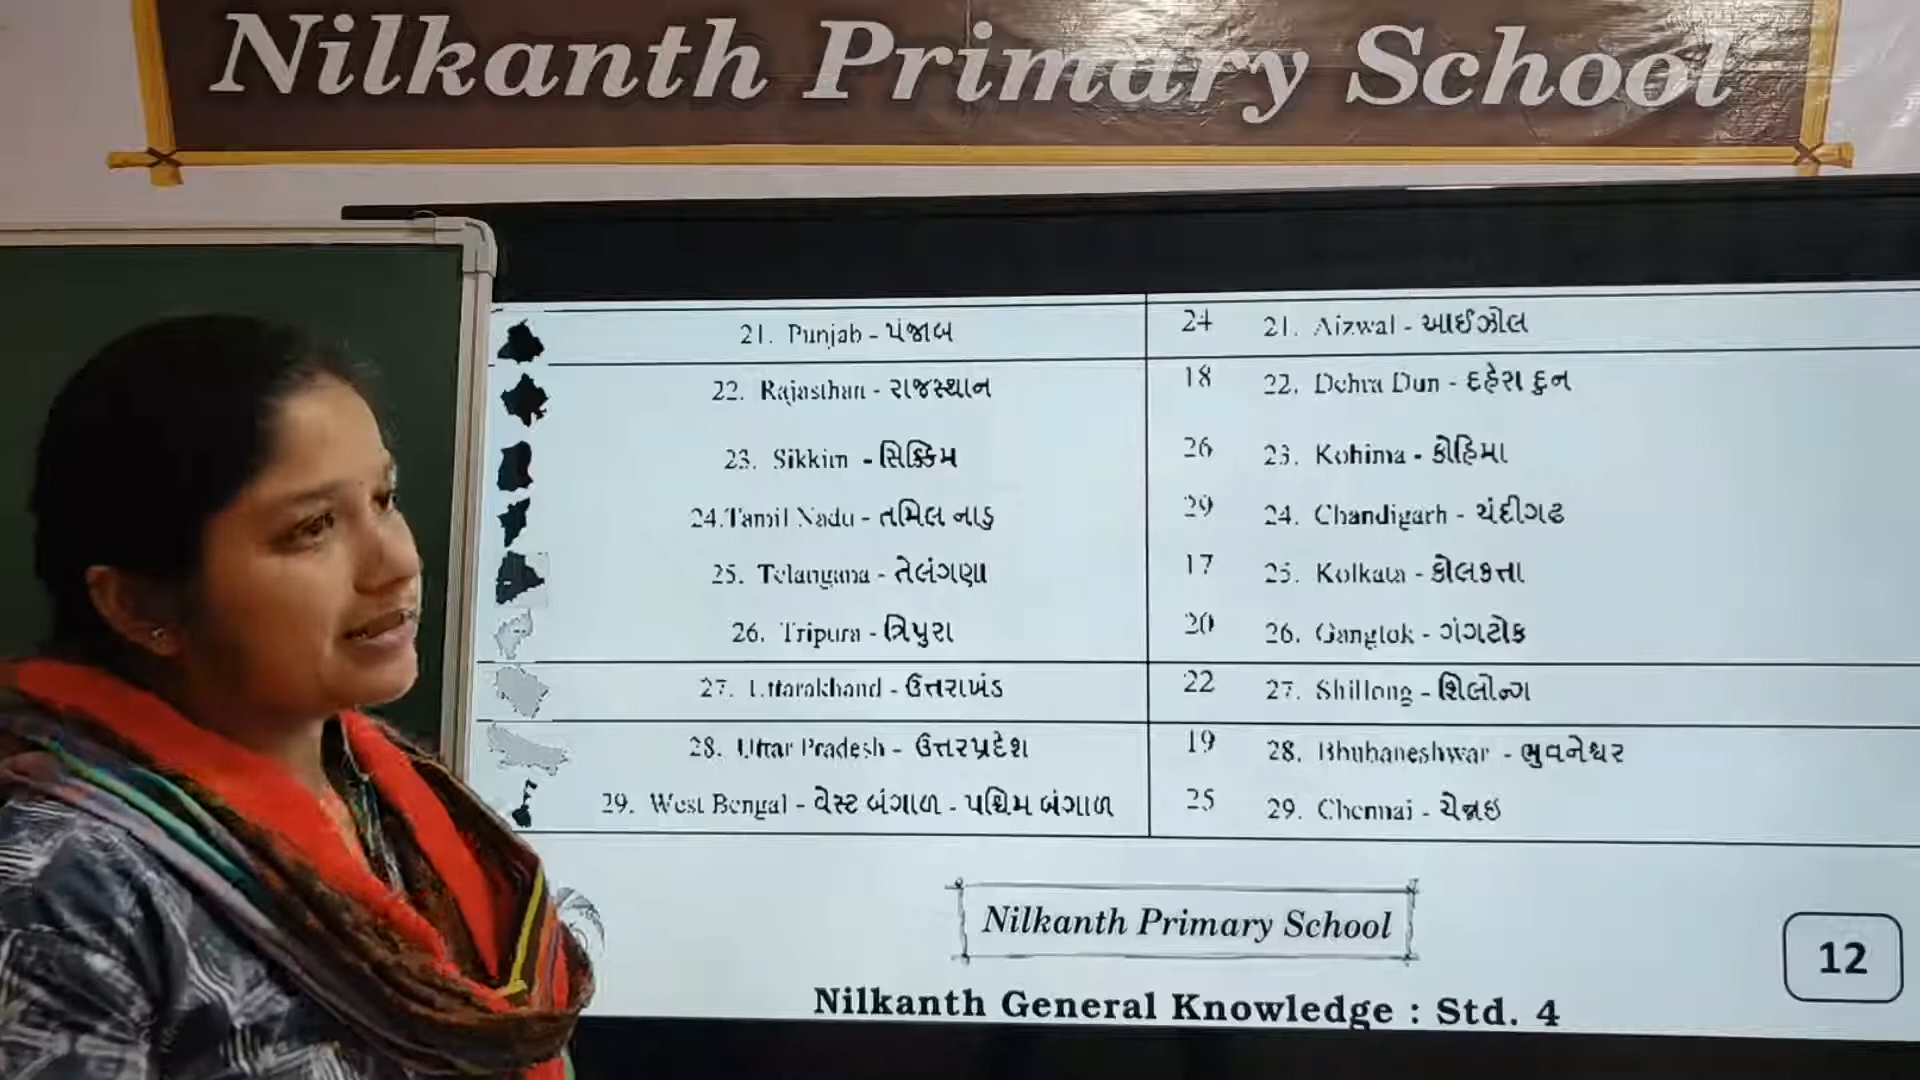 Nilkanth Primary School
21. Punjab - પંજાબ 24 21. Aizwal - આઈઝોલ
22. Rajasthan - રાજસ્થાન 18 22. Dehra Dun - દહેરા દુન
23. Sikkim - સિક્કિમ 26 23. Kohima - કોહિમા
24.Tamil Nadu - તમિલ નાડુ 29 24. Chandigarh - ચંદીગઢ
25. Telangana - તેલંગણા 17 25. Kolkata - કોલકત્તા
26. Tripura - ત્રિપુરા 20 26. Gangtok - ગંગટોક
27. Uttarakhand - ઉત્તરાખંડ 22 27. Shillong - શિલોન્ગ
28. Uttar Pradesh - ઉત્તરપ્રદેશ 19 28. Bhubaneshwar - ભુવનેશ્વર
29. West Bengal - વેસ્ટ બંગાળ - પશ્ચિમ બંગાળ 25 29. Chennai - ચેન્નઇ
Nilkanth Primary School
12
Nilkanth General Knowledge : Std. 4